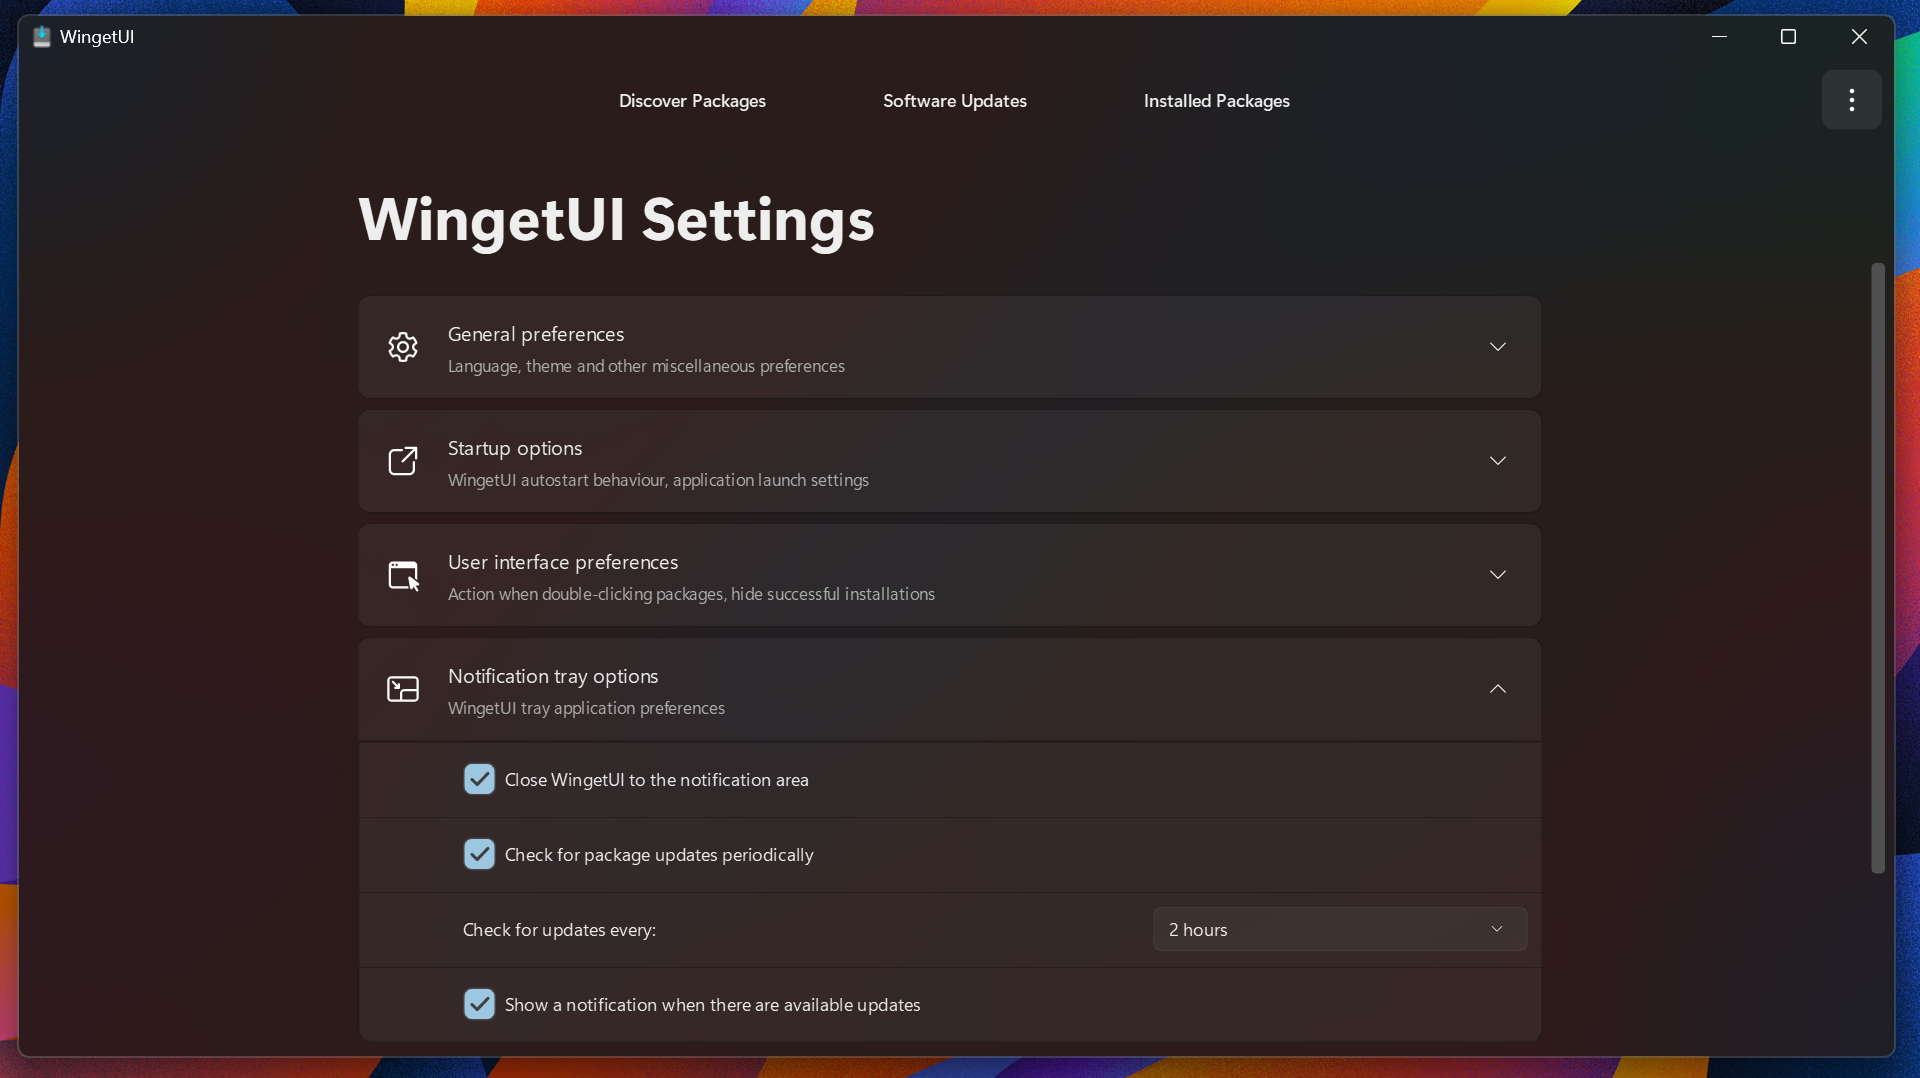 WingetUI
Discover Packages
Software Updates
Installed Packages
WingetUI Settings
General preferences
Language, theme and other miscellaneous preferences
Startup options
WingetUI autostart behaviour, application launch settings
User interface preferences
Action when double-clicking packages, hide successful installations
Notification tray options
WingetUI tray application preferences
Close WingetUI to the notification area
Check for package updates periodically
Check for updates every:
2 hours
Show a notification when there are available updates